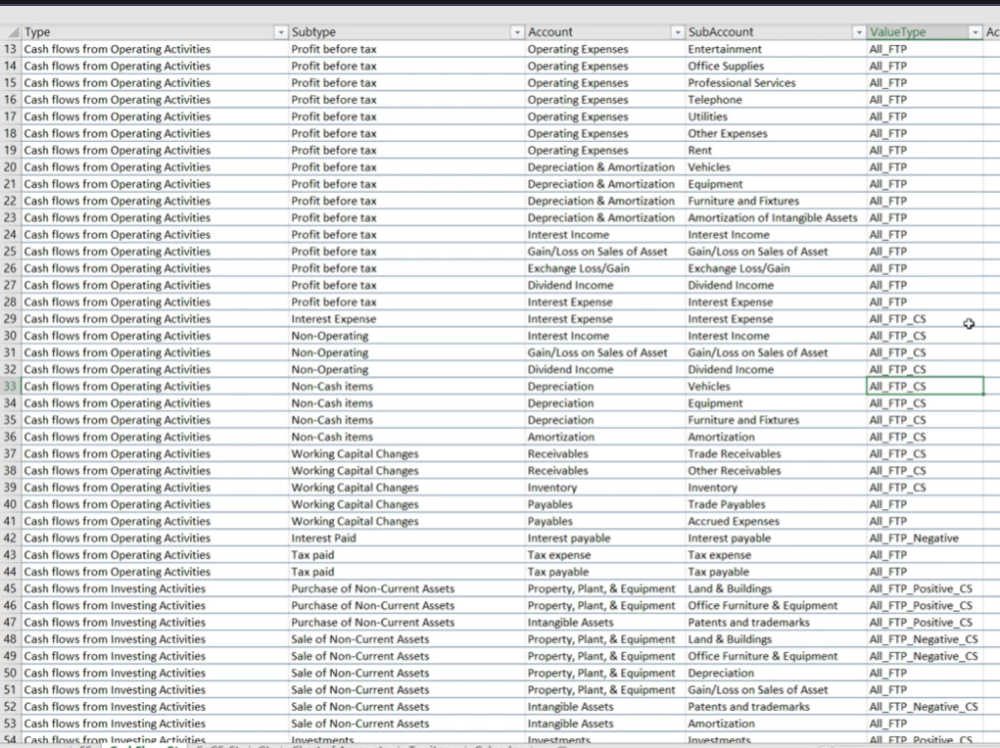 Type Subtype Account SubAccount ValueType Ac
13 Cash flows from Operating Activities Profit before tax Operating Expenses Entertainment All_FTP
14 Cash flows from Operating Activities Profit before tax Operating Expenses Office Supplies All_FTP
15 Cash flows from Operating Activities Profit before tax Operating Expenses Professional Services All_FTP
16 Cash flows from Operating Activities Profit before tax Operating Expenses Telephone All_FTP
17 Cash flows from Operating Activities Profit before tax Operating Expenses Utilities All_FTP
18 Cash flows from Operating Activities Profit before tax Operating Expenses Other Expenses All_FTP
19 Cash flows from Operating Activities Profit before tax Operating Expenses Rent All_FTP
20 Cash flows from Operating Activities Profit before tax Depreciation & Amortization Vehicles All_FTP
21 Cash flows from Operating Activities Profit before tax Depreciation & Amortization Equipment All_FTP
22 Cash flows from Operating Activities Profit before tax Depreciation & Amortization Furniture and Fixtures All_FTP
23 Cash flows from Operating Activities Profit before tax Depreciation & Amortization Amortization of Intangible Assets All_FTP
24 Cash flows from Operating Activities Profit before tax Interest Income Interest Income All_FTP
25 Cash flows from Operating Activities Profit before tax Gain/Loss on Sales of Asset Gain/Loss on Sales of Asset All_FTP
26 Cash flows from Operating Activities Profit before tax Exchange Loss/Gain Exchange Loss/Gain All_FTP
27 Cash flows from Operating Activities Profit before tax Dividend Income Dividend Income All_FTP
28 Cash flows from Operating Activities Profit before tax Interest Expense Interest Expense All_FTP
29 Cash flows from Operating Activities Interest Expense Interest Expense Interest Expense All_FTP_CS
30 Cash flows from Operating Activities Non-Operating Interest Income Interest Income All_FTP_CS
31 Cash flows from Operating Activities Non-Operating Gain/Loss on Sales of Asset Gain/Loss on Sales of Asset All_FTP_CS
32 Cash flows from Operating Activities Non-Operating Dividend Income Dividend Income All_FTP_CS
33 Cash flows from Operating Activities Non-Cash items Depreciation Vehicles All_FTP_CS
34 Cash flows from Operating Activities Non-Cash items Depreciation Equipment All_FTP_CS
35 Cash flows from Operating Activities Non-Cash items Depreciation Furniture and Fixtures All_FTP_CS
36 Cash flows from Operating Activities Non-Cash items Amortization Amortization All_FTP_CS
37 Cash flows from Operating Activities Working Capital Changes Receivables Trade Receivables All_FTP_CS
38 Cash flows from Operating Activities Working Capital Changes Receivables Other Receivables All_FTP_CS
39 Cash flows from Operating Activities Working Capital Changes Inventory Inventory All_FTP_CS
40 Cash flows from Operating Activities Working Capital Changes Payables Trade Payables All_FTP
41 Cash flows from Operating Activities Working Capital Changes Payables Accrued Expenses All_FTP
42 Cash flows from Operating Activities Interest Paid Interest payable Interest payable All_FTP_Negative
43 Cash flows from Operating Activities Tax paid Tax expense Tax expense All_FTP
44 Cash flows from Operating Activities Tax paid Tax payable Tax payable All_FTP
45 Cash flows from Investing Activities Purchase of Non-Current Assets Property, Plant, & Equipment Land & Buildings All_FTP_Positive_CS
46 Cash flows from Investing Activities Purchase of Non-Current Assets Property, Plant, & Equipment Office Furniture & Equipment All_FTP_Positive_CS
47 Cash flows from Investing Activities Purchase of Non-Current Assets Intangible Assets Patents and trademarks All_FTP_Positive_CS
48 Cash flows from Investing Activities Sale of Non-Current Assets Property, Plant, & Equipment Land & Buildings All_FTP_Negative_CS
49 Cash flows from Investing Activities Sale of Non-Current Assets Property, Plant, & Equipment Office Furniture & Equipment All_FTP_Negative_CS
50 Cash flows from Investing Activities Sale of Non-Current Assets Property, Plant, & Equipment Depreciation All_FTP
51 Cash flows from Investing Activities Sale of Non-Current Assets Property, Plant, & Equipment Gain/Loss on Sales of Asset All_FTP
52 Cash flows from Investing Activities Sale of Non-Current Assets Intangible Assets Patents and trademarks All_FTP_Negative_CS
53 Cash flows from Investing Activities Sale of Non-Current Assets Intangible Assets Amortization All_FTP
54 Cash flows from Investing Activities Sale of Non-Current Assets Investments Investments All_FTP_Positive_CS